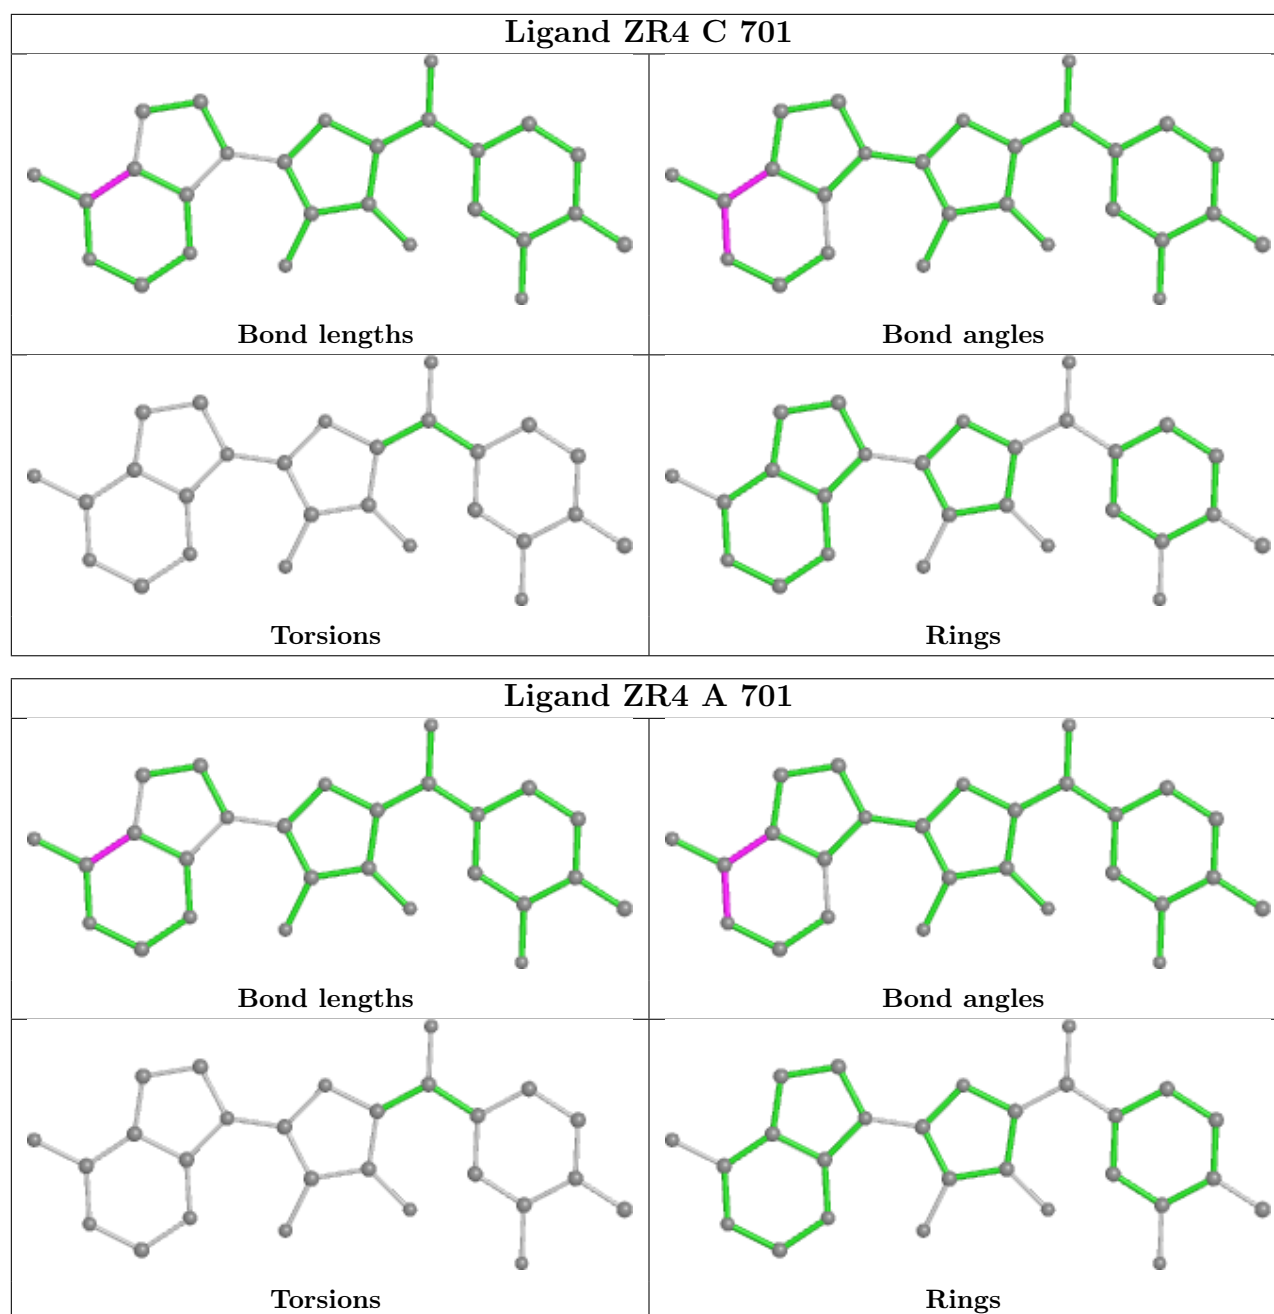 Ligand ZR4 C 701
Bond lengths
Bond angles
Torsions
Rings
Ligand ZR4 A 701
Bond lengths
Bond angles
Torsions
Rings